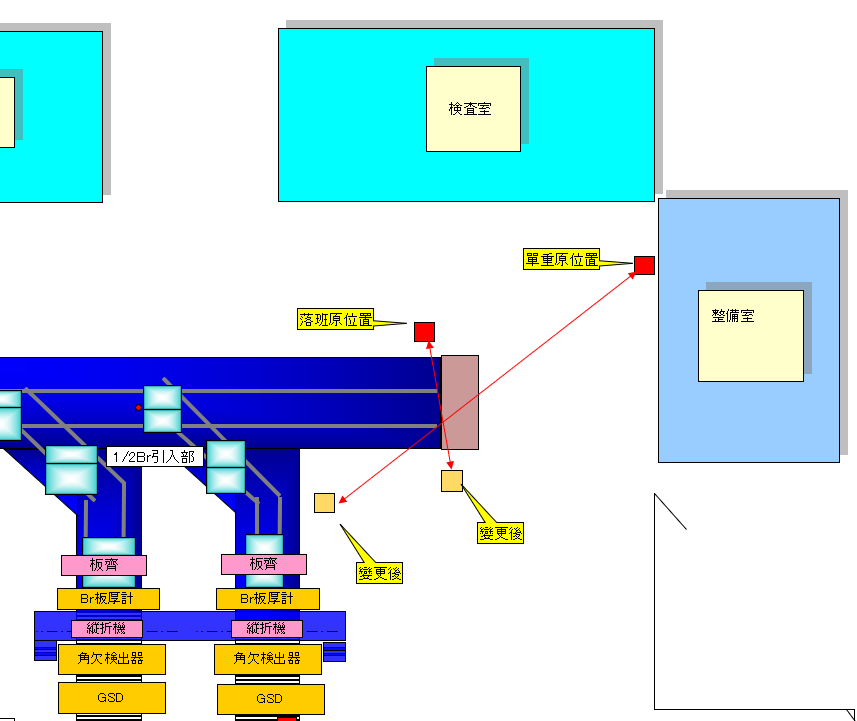 検査室
單重原位置
整備室
落班原位置
1/2Br引入部
變更後
變更後
板齊
板齊
Br板厚計
Br板厚計
縦折機
縦折機
角欠検出器
角欠検出器
GSD
GSD